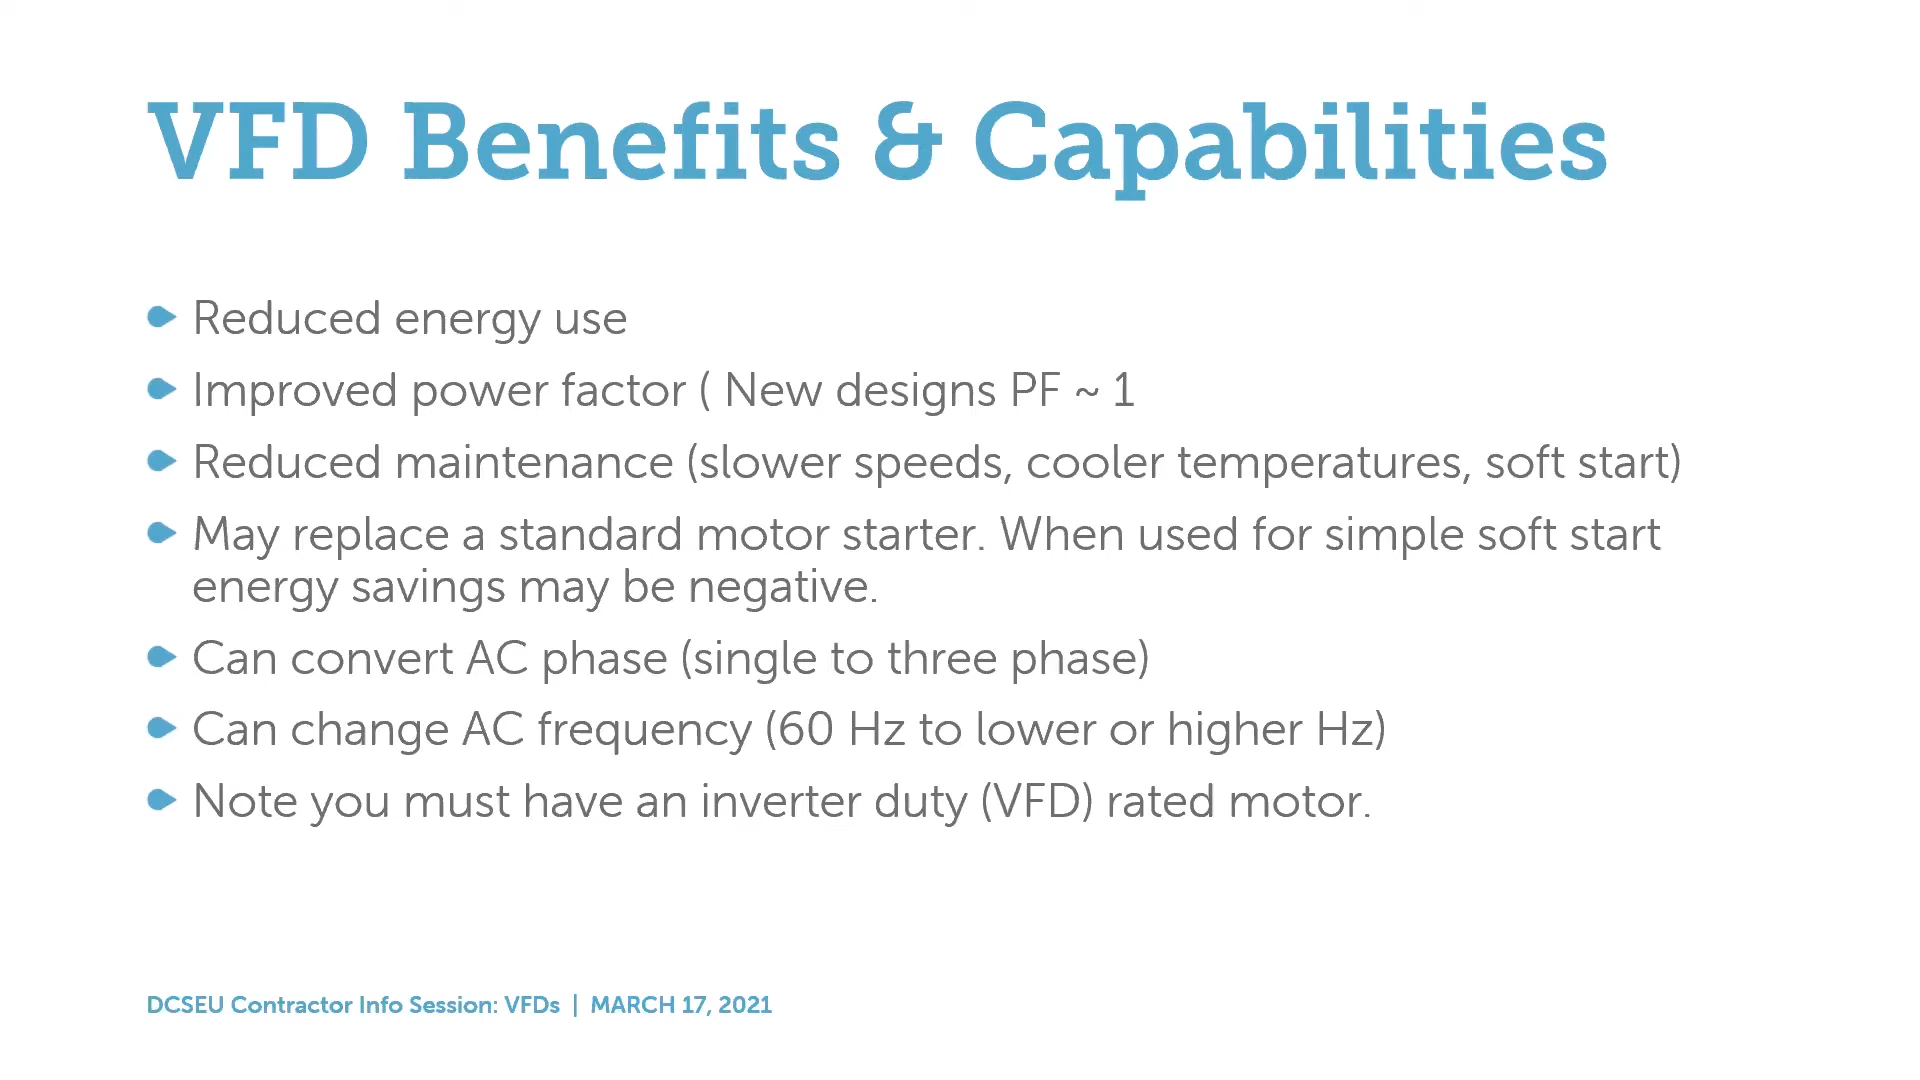 VFD Benefits & Capabilities
Reduced energy use
Improved power factor ( New designs PF ~ 1
Reduced maintenance (slower speeds, cooler temperatures, soft start)
May replace a standard motor starter. When used for simple soft start
energy savings may be negative.
Can convert AC phase (single to three phase)
Can change AC frequency (60 Hz to lower or higher Hz)
Note you must have an inverter duty (VFD) rated motor.
DCSEU Contractor Info Session: VFDs | MARCH 17, 2021